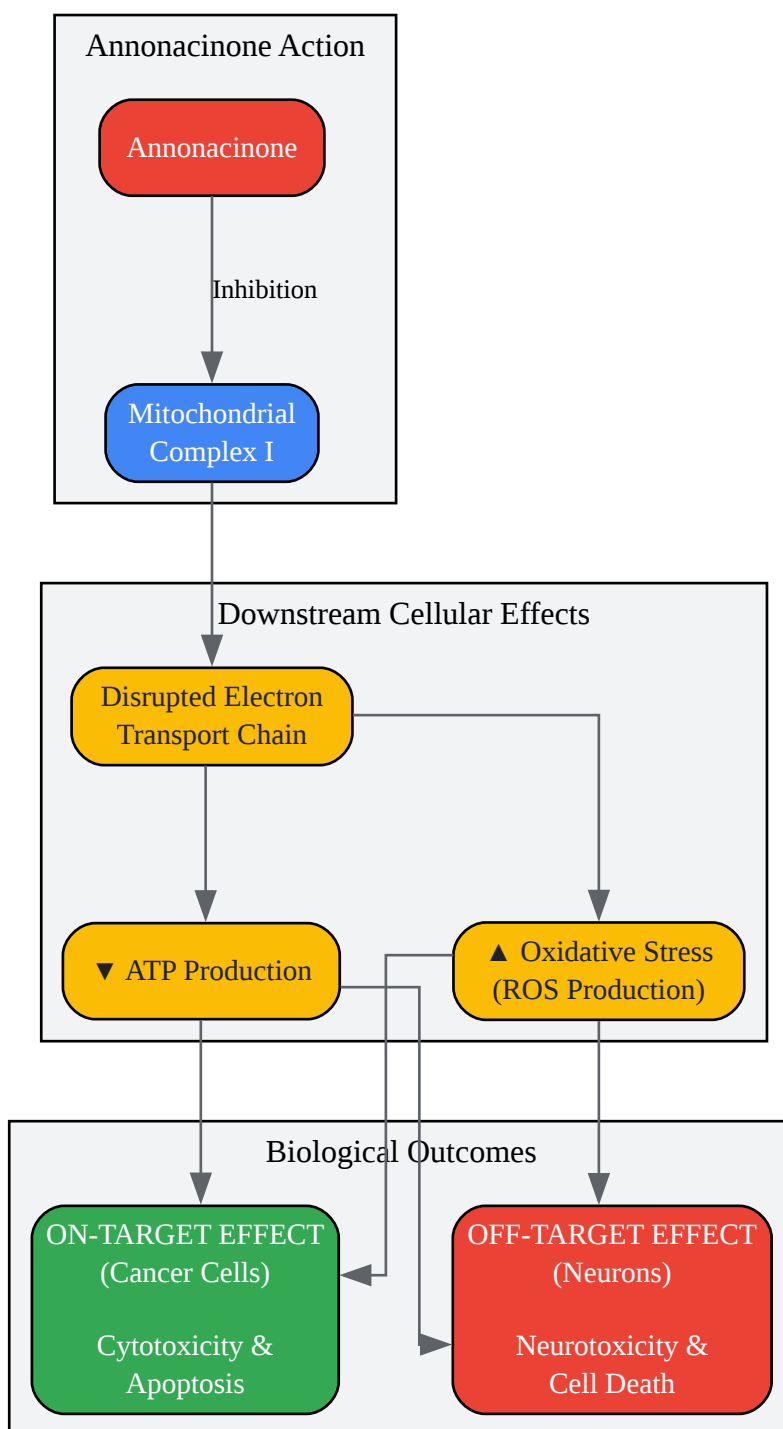 Annonacinone Action
Annonacinone
Inhibition
Mitochondrial
Complex I
Downstream Cellular Effects
Disrupted Electron
Transport Chain
▼ ATP Production
▲ Oxidative Stress
(ROS Production)
Biological Outcomes
ON-TARGET EFFECT
(Cancer Cells)
Cytotoxicity &
Apoptosis
OFF-TARGET EFFECT
(Neurons)
Neurotoxicity &
Cell Death